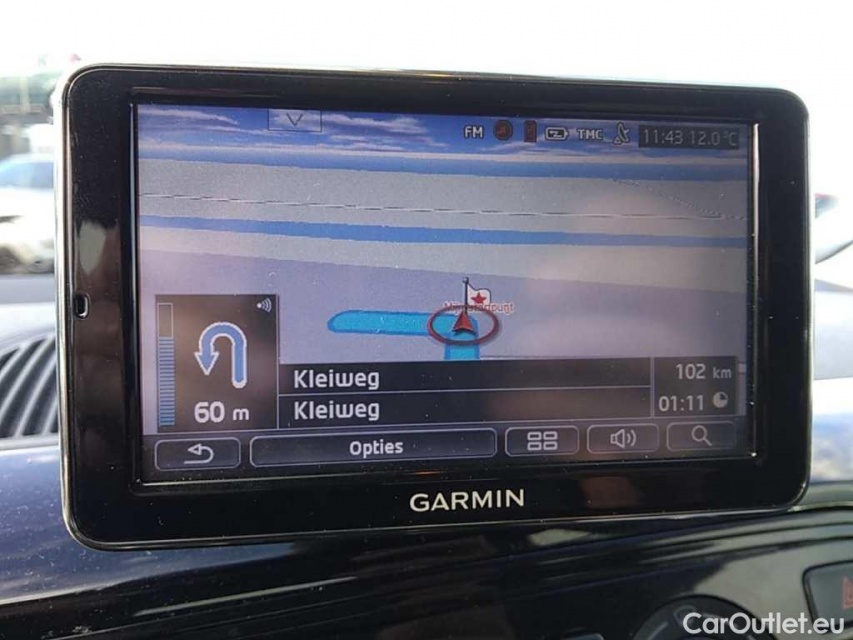 FM TMC 11:43 12.0°C
60 m
Kleiweg
Kleiweg
102 km
01:11
Opties
GARMIN
CarOutlet.eu